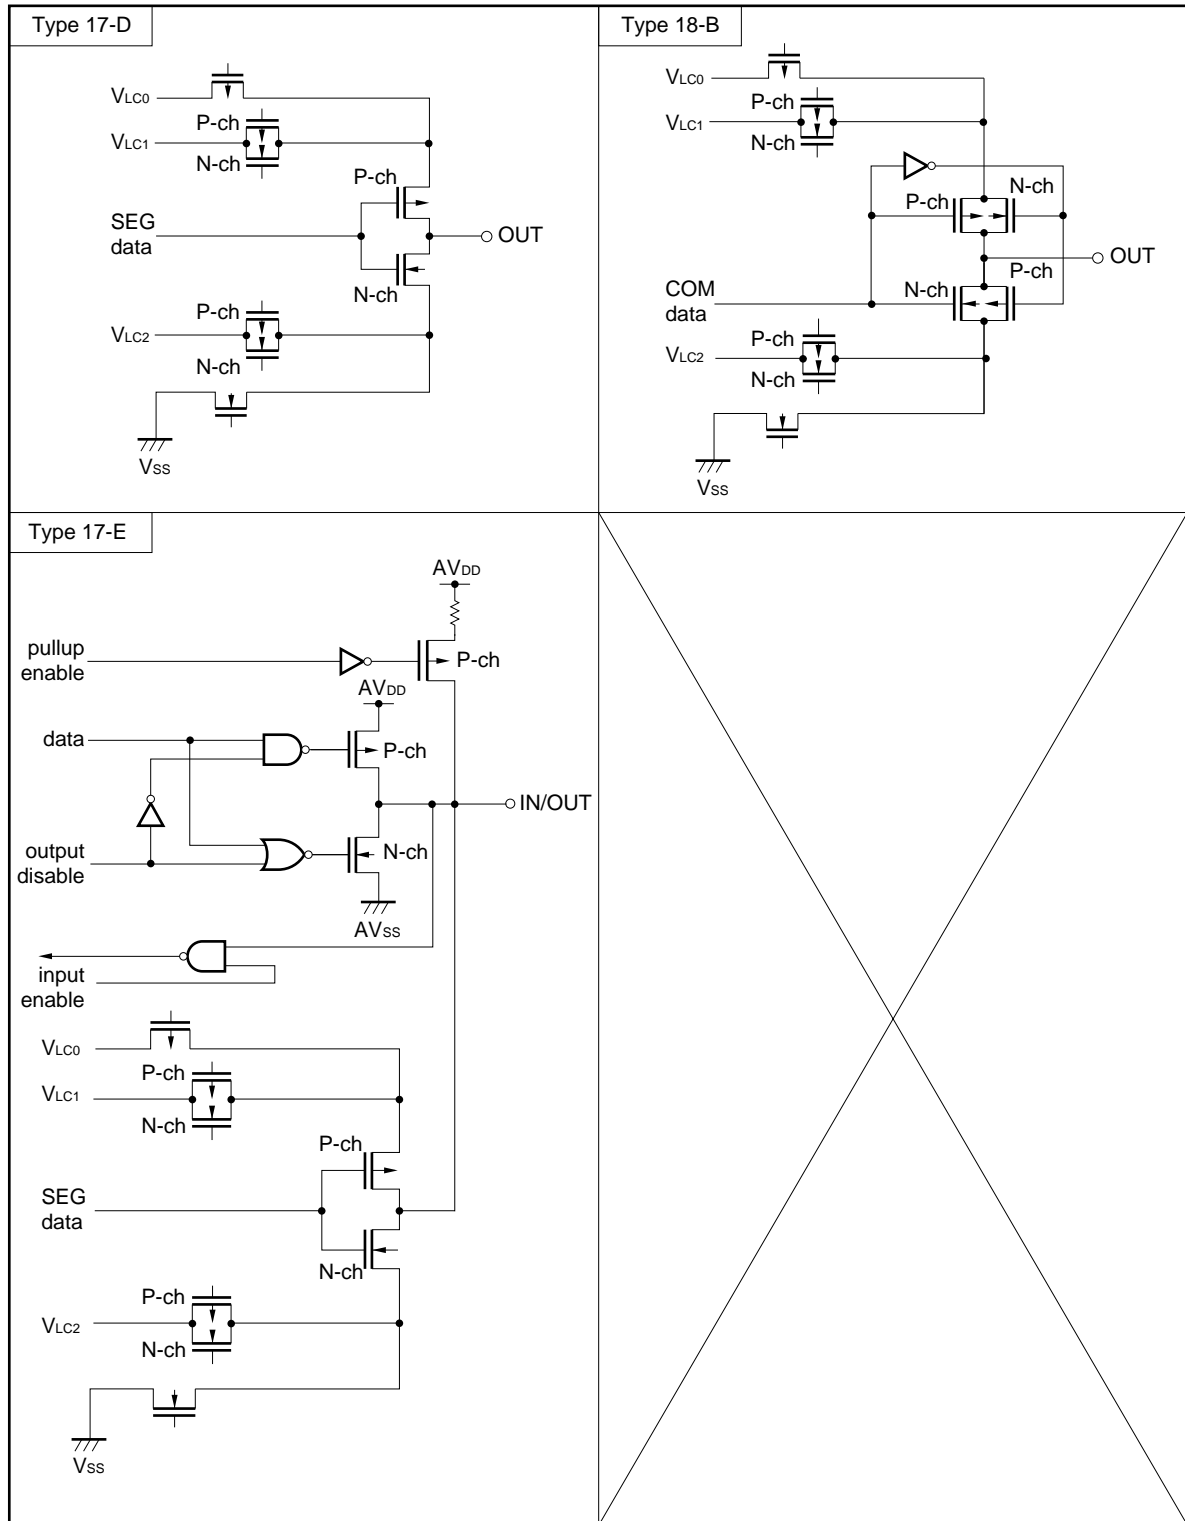 Type 17-D
VLC0
P-ch
VLC1
N-ch
P-ch
SEG
data
OUT
N-ch
P-ch
VLC2
N-ch
VSS
Type 18-B
VLC0
P-ch
VLC1
N-ch
N-ch
P-ch
OUT
P-ch
N-ch
COM
data
P-ch
VLC2
N-ch
VSS
Type 17-E
AVDD
pullup
enable
P-ch
AVDD
data
P-ch
IN/OUT
output
disable
N-ch
AVSS
input
enable
VLC0
P-ch
VLC1
N-ch
P-ch
SEG
data
N-ch
P-ch
VLC2
N-ch
VSS